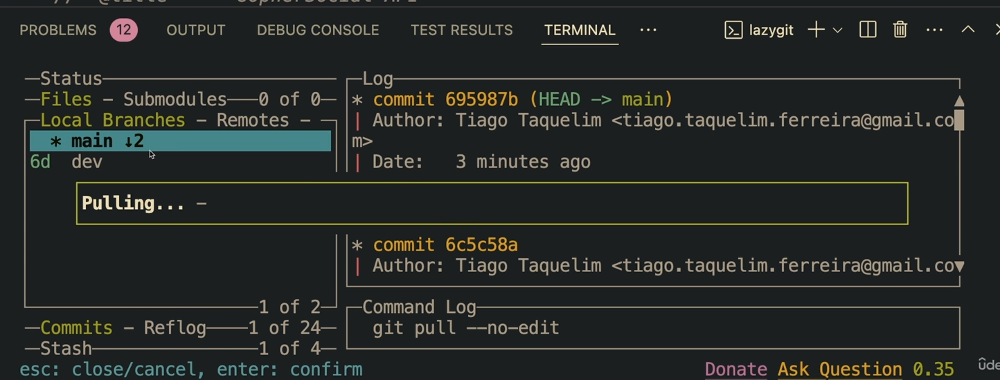 // @title GopherSocial API
PROBLEMS 12 OUTPUT DEBUG CONSOLE TEST RESULTS TERMINAL ··· lazygit
Status
Files – Submodules 0 of 0
Local Branches – Remotes –
* main ↓2
6d dev
1 of 2
Commits – Reflog 1 of 24
Stash 1 of 4
Log
* commit 695987b (HEAD –> main)
| Author: Tiago Taquelim <tiago.taquelim.ferreira@gmail.co
m>
| Date: 3 minutes ago
Pulling... –
* commit 6c5c58a
| Author: Tiago Taquelim <tiago.taquelim.ferreira@gmail.co
Command Log
git pull --no-edit
esc: close/cancel, enter: confirm
Donate Ask Question 0.35
ûde